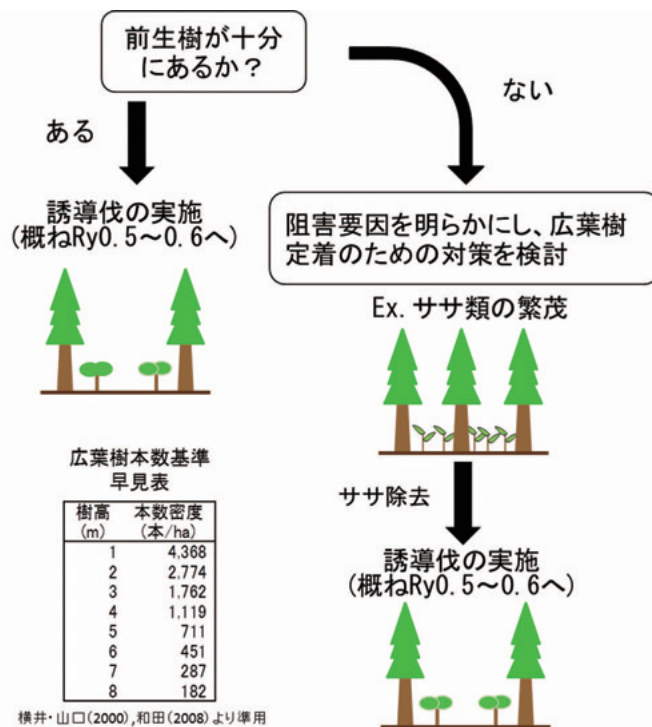 前生樹が十分
にあるか？
ある
ない
誘導伐の実施
(概ねRy0.5～0.6へ)
阻害要因を明らかにし、広葉樹
定着のための対策を検討
Ex. ササ類の繁茂
ササ除去
誘導伐の実施
(概ねRy0.5～0.6へ)
広葉樹本数基準
早見表
樹高 本数密度
(m) (本/ha)
1 4,368
2 2,774
3 1,762
4 1,119
5 711
6 451
7 287
8 182
横井・山口(2000),和田(2008)より準用